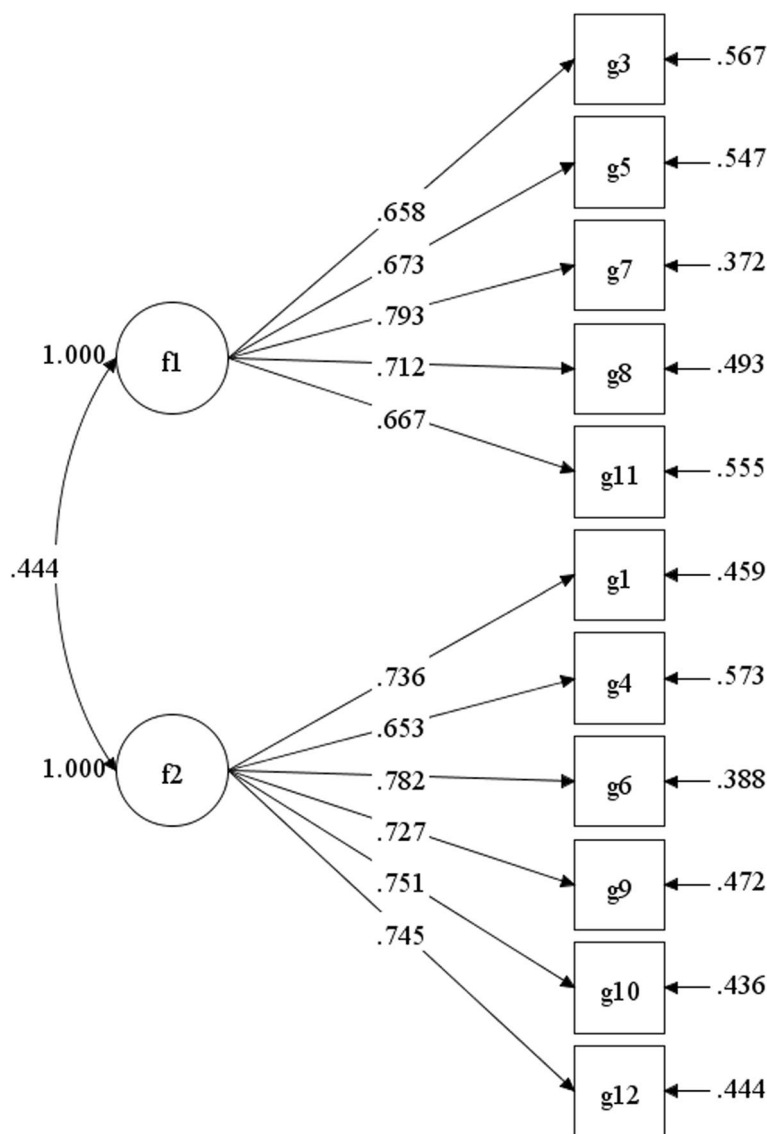 g3 .567
g5 .547
.658
.673
g7 .372
.793
1.000 f1
.712
g8 .493
.667
g11 .555
.444
g1 .459
.736
g4 .573
.653
1.000 f2
.782
g6 .388
.727
.751
g9 .472
.745
g10 .436
g12 .444